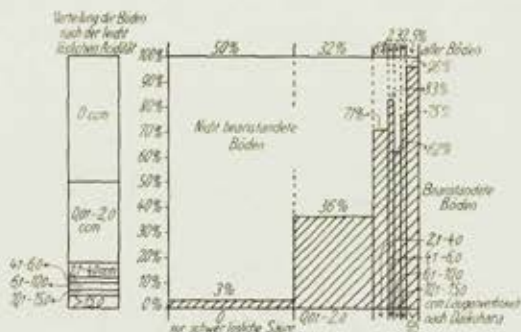 Verteilung der Böden
nach der leicht
löslichen Acidität
0 ccm
0,01-2,0
ccm
2,1-4,0 ccm
4,1-6,0
6,1-10,0
10,1-15,0
>15,0
100%
90%
80%
70%
60%
50%
40%
30%
20%
10%
0%
50%
32%
aller Böden
Nicht beanstandete
Böden
71%
96%
83%
75%
62%
36%
3%
Beanstandete
Böden
2,1-4,0
4,1-6,0
6,1-10,0
10,1-15,0
ccm Laugenverbrauch
nach Daikuhara
0
0,01-2,0
nur schwer lösliche Säure